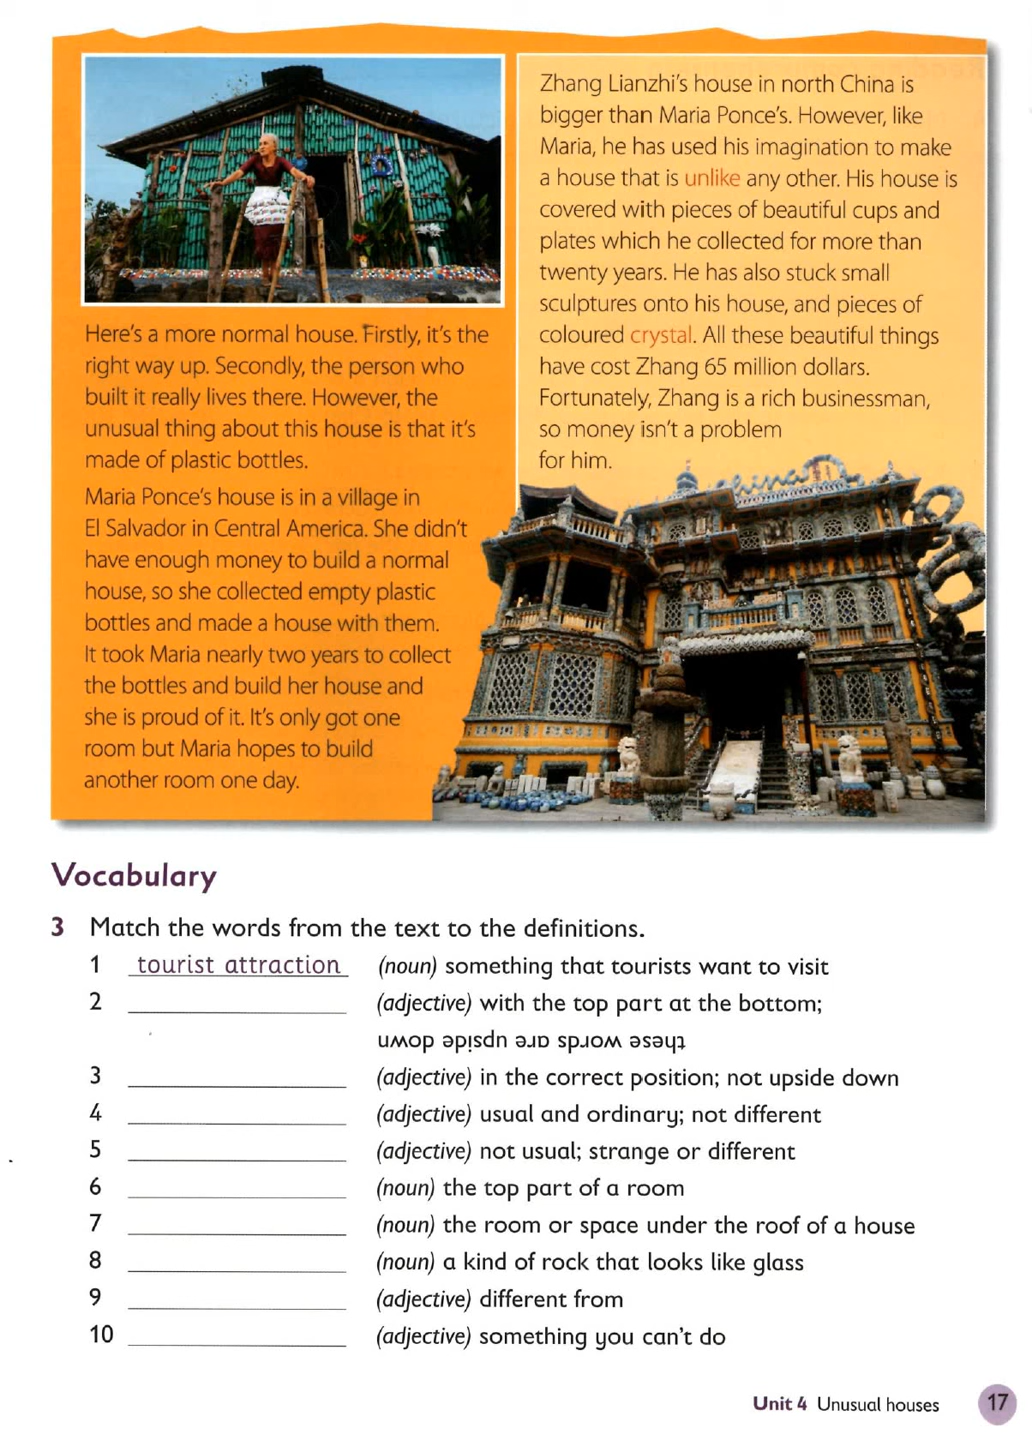 Here's a more normal house. Firstly, it's the
right way up. Secondly, the person who
built it really lives there. However, the
unusual thing about this house is that it's
made of plastic bottles.
Maria Ponce's house is in a village in
El Salvador in Central America. She didn't
have enough money to build a normal
house, so she collected empty plastic
bottles and made a house with them.
It took Maria nearly two years to collect
the bottles and build her house and
she is proud of it. It's only got one
room but Maria hopes to build
another room one day.
Zhang Lianzhi's house in north China is
bigger than Maria Ponce's. However, like
Maria, he has used his imagination to make
a house that is unlike any other. His house is
covered with pieces of beautiful cups and
plates which he collected for more than
twenty years. He has also stuck small
sculptures onto his house, and pieces of
coloured crystal. All these beautiful things
have cost Zhang 65 million dollars.
Fortunately, Zhang is a rich businessman,
so money isn't a problem
for him.
china
Vocabulary
3 Match the words from the text to the definitions.
1 tourist attraction (noun) something that tourists want to visit
2 (adjective) with the top part at the bottom;
these words are upside down
3 (adjective) in the correct position; not upside down
4 (adjective) usual and ordinary; not different
5 (adjective) not usual; strange or different
6 (noun) the top part of a room
7 (noun) the room or space under the roof of a house
8 (noun) a kind of rock that looks like glass
9 (adjective) different from
10 (adjective) something you can't do
Unit 4 Unusual houses 17